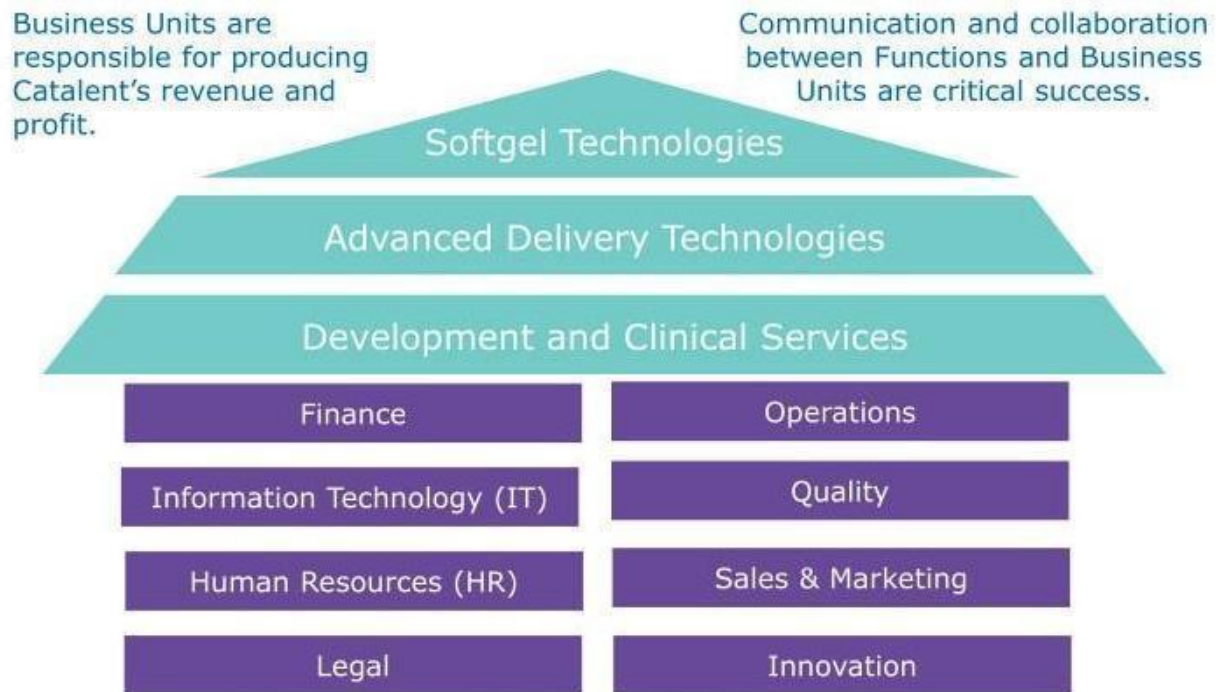 Business Units are
responsible for producing
Catalent's revenue and
profit.
Communication and collaboration
between Functions and Business
Units are critical success.
Softgel Technologies
Advanced Delivery Technologies
Development and Clinical Services
Finance
Operations
Information Technology (IT)
Quality
Human Resources (HR)
Sales & Marketing
Legal
Innovation